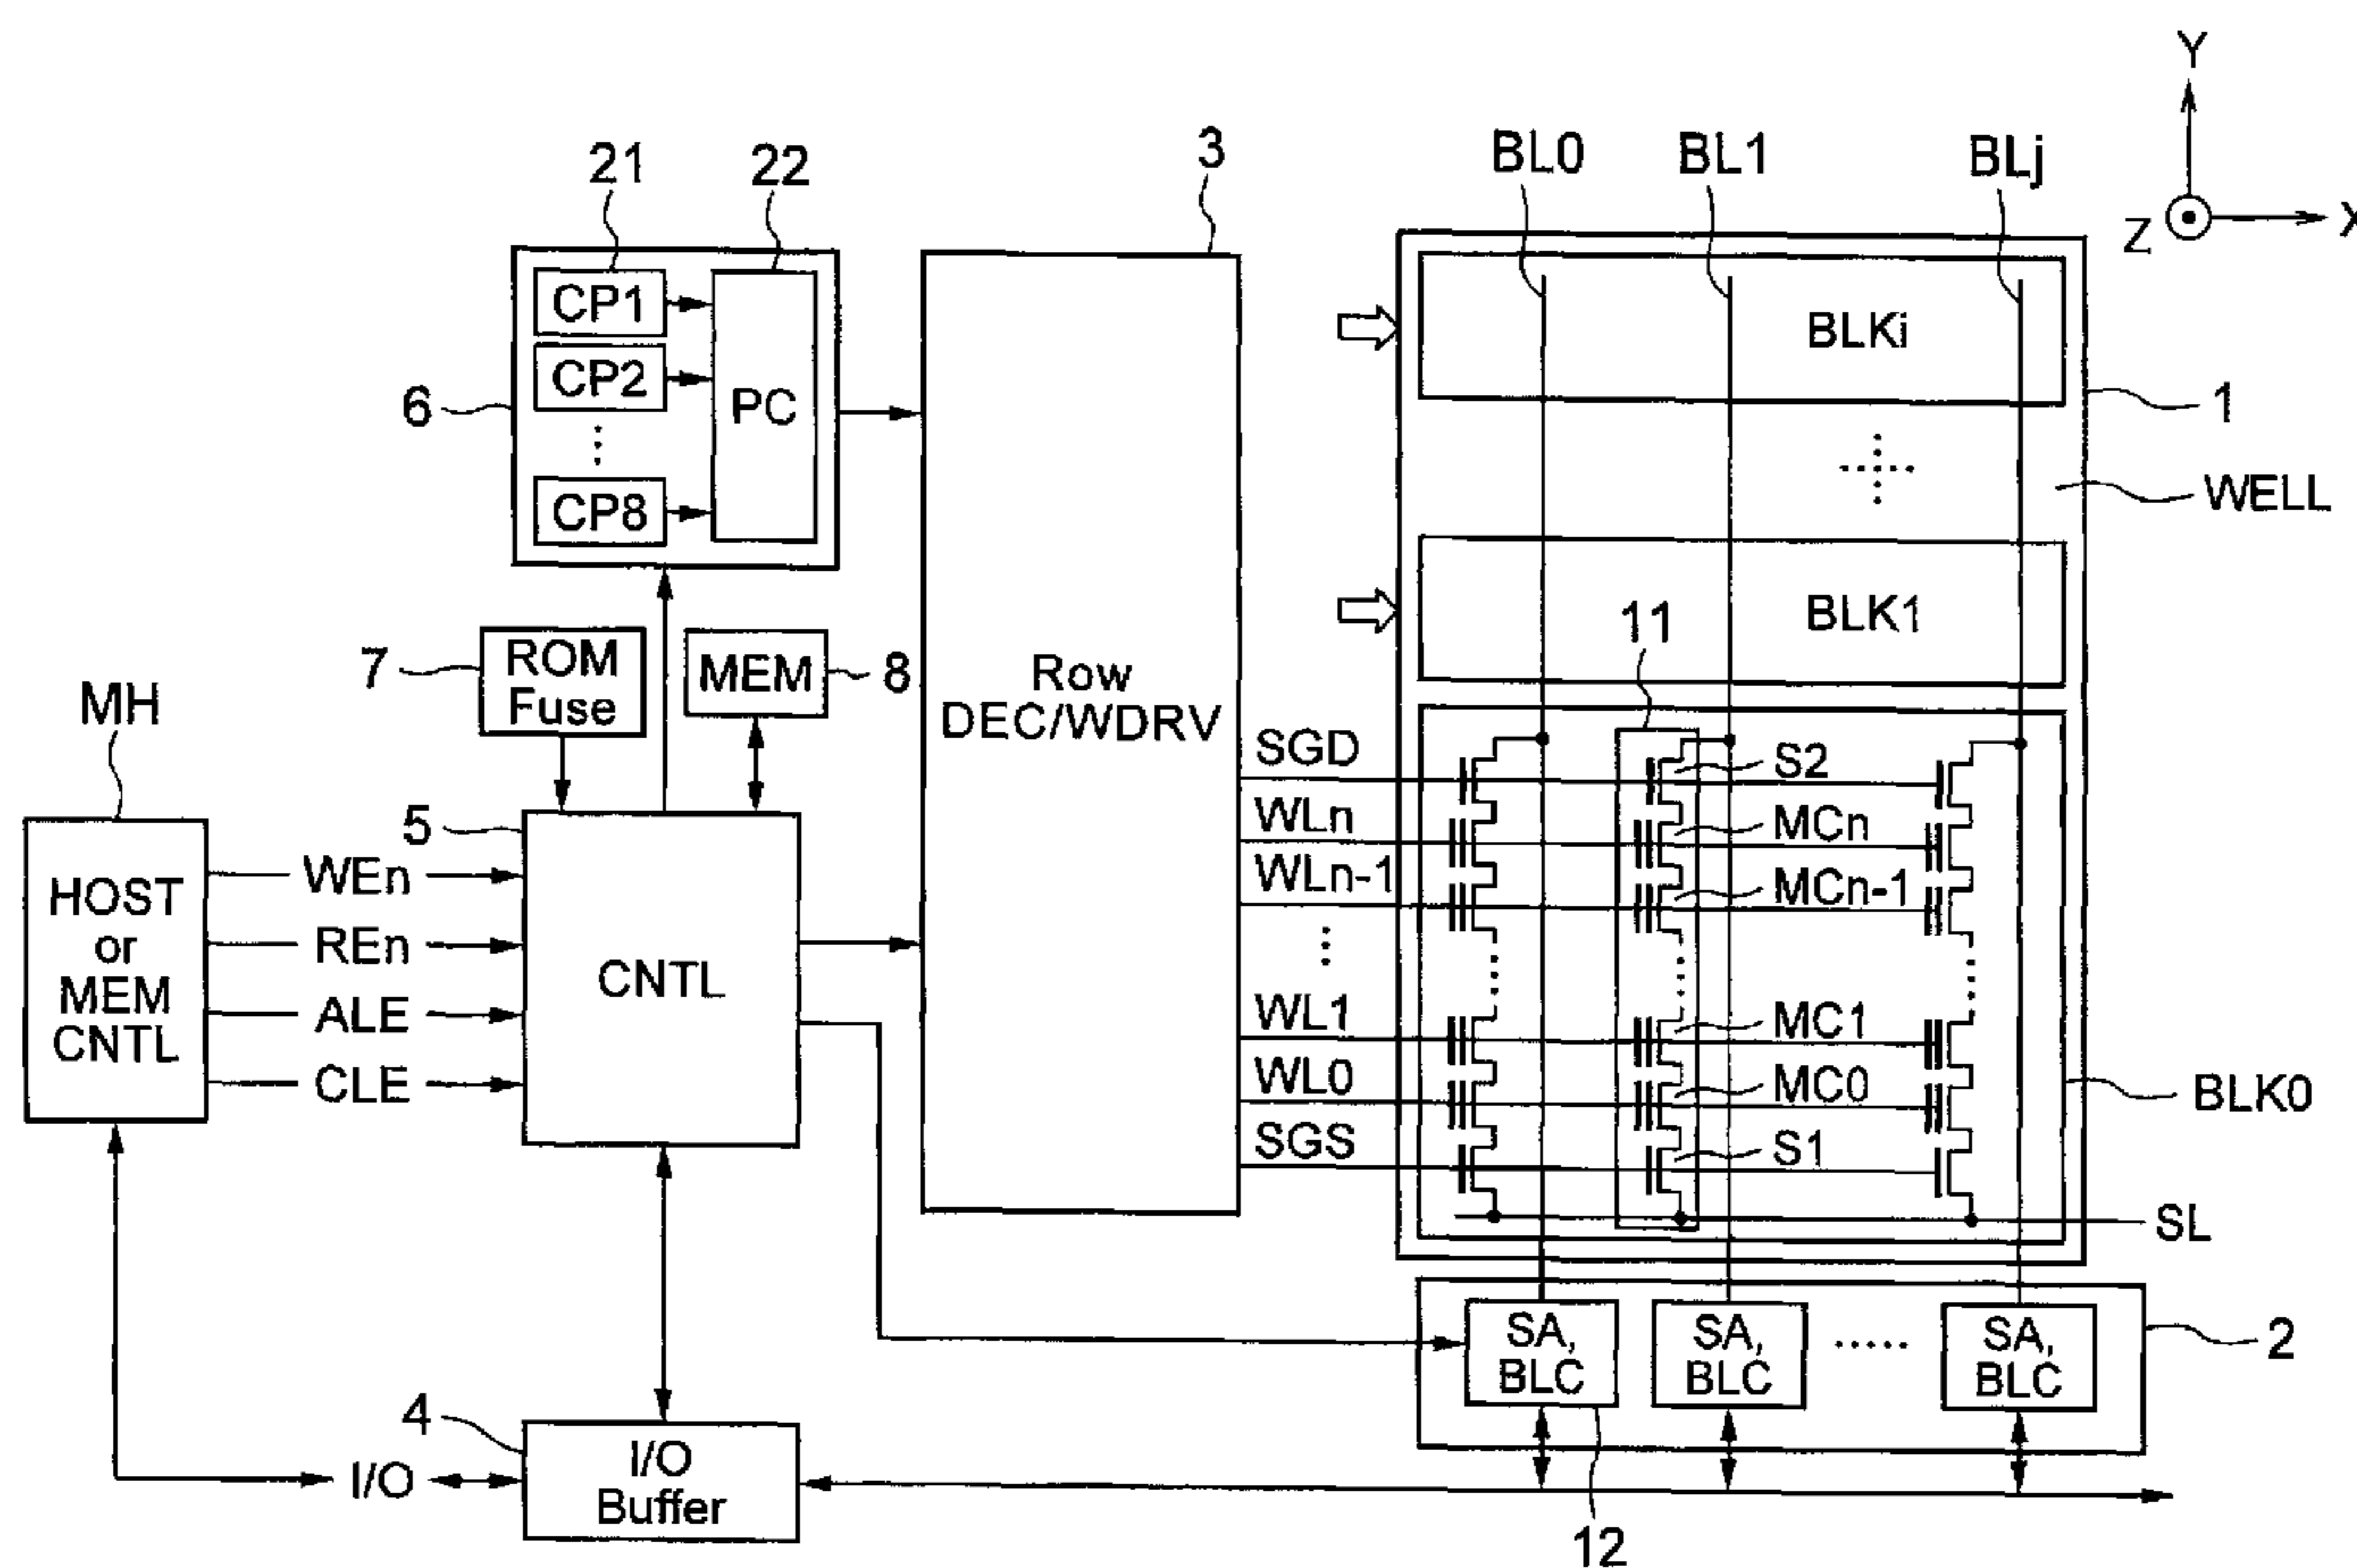 Y
X
Z
21
22
3
BL0
BL1
BLj
CP1
CP2
⋮
CP8
PC
6
BLKi
1
WELL
BLK1
11
7
ROM
Fuse
MEM
8
Row
DEC/WDRV
MH
HOST
or
MEM
CNTL
WEn
REn
ALE
CLE
5
CNTL
SGD
WLn
WLn-1
⋮
WL1
WL0
SGS
S2
MCn
MCn-1
MC1
MC0
S1
BLK0
SL
SA,
BLC
SA,
BLC
.....
SA,
BLC
2
12
4
I/O
I/O
Buffer